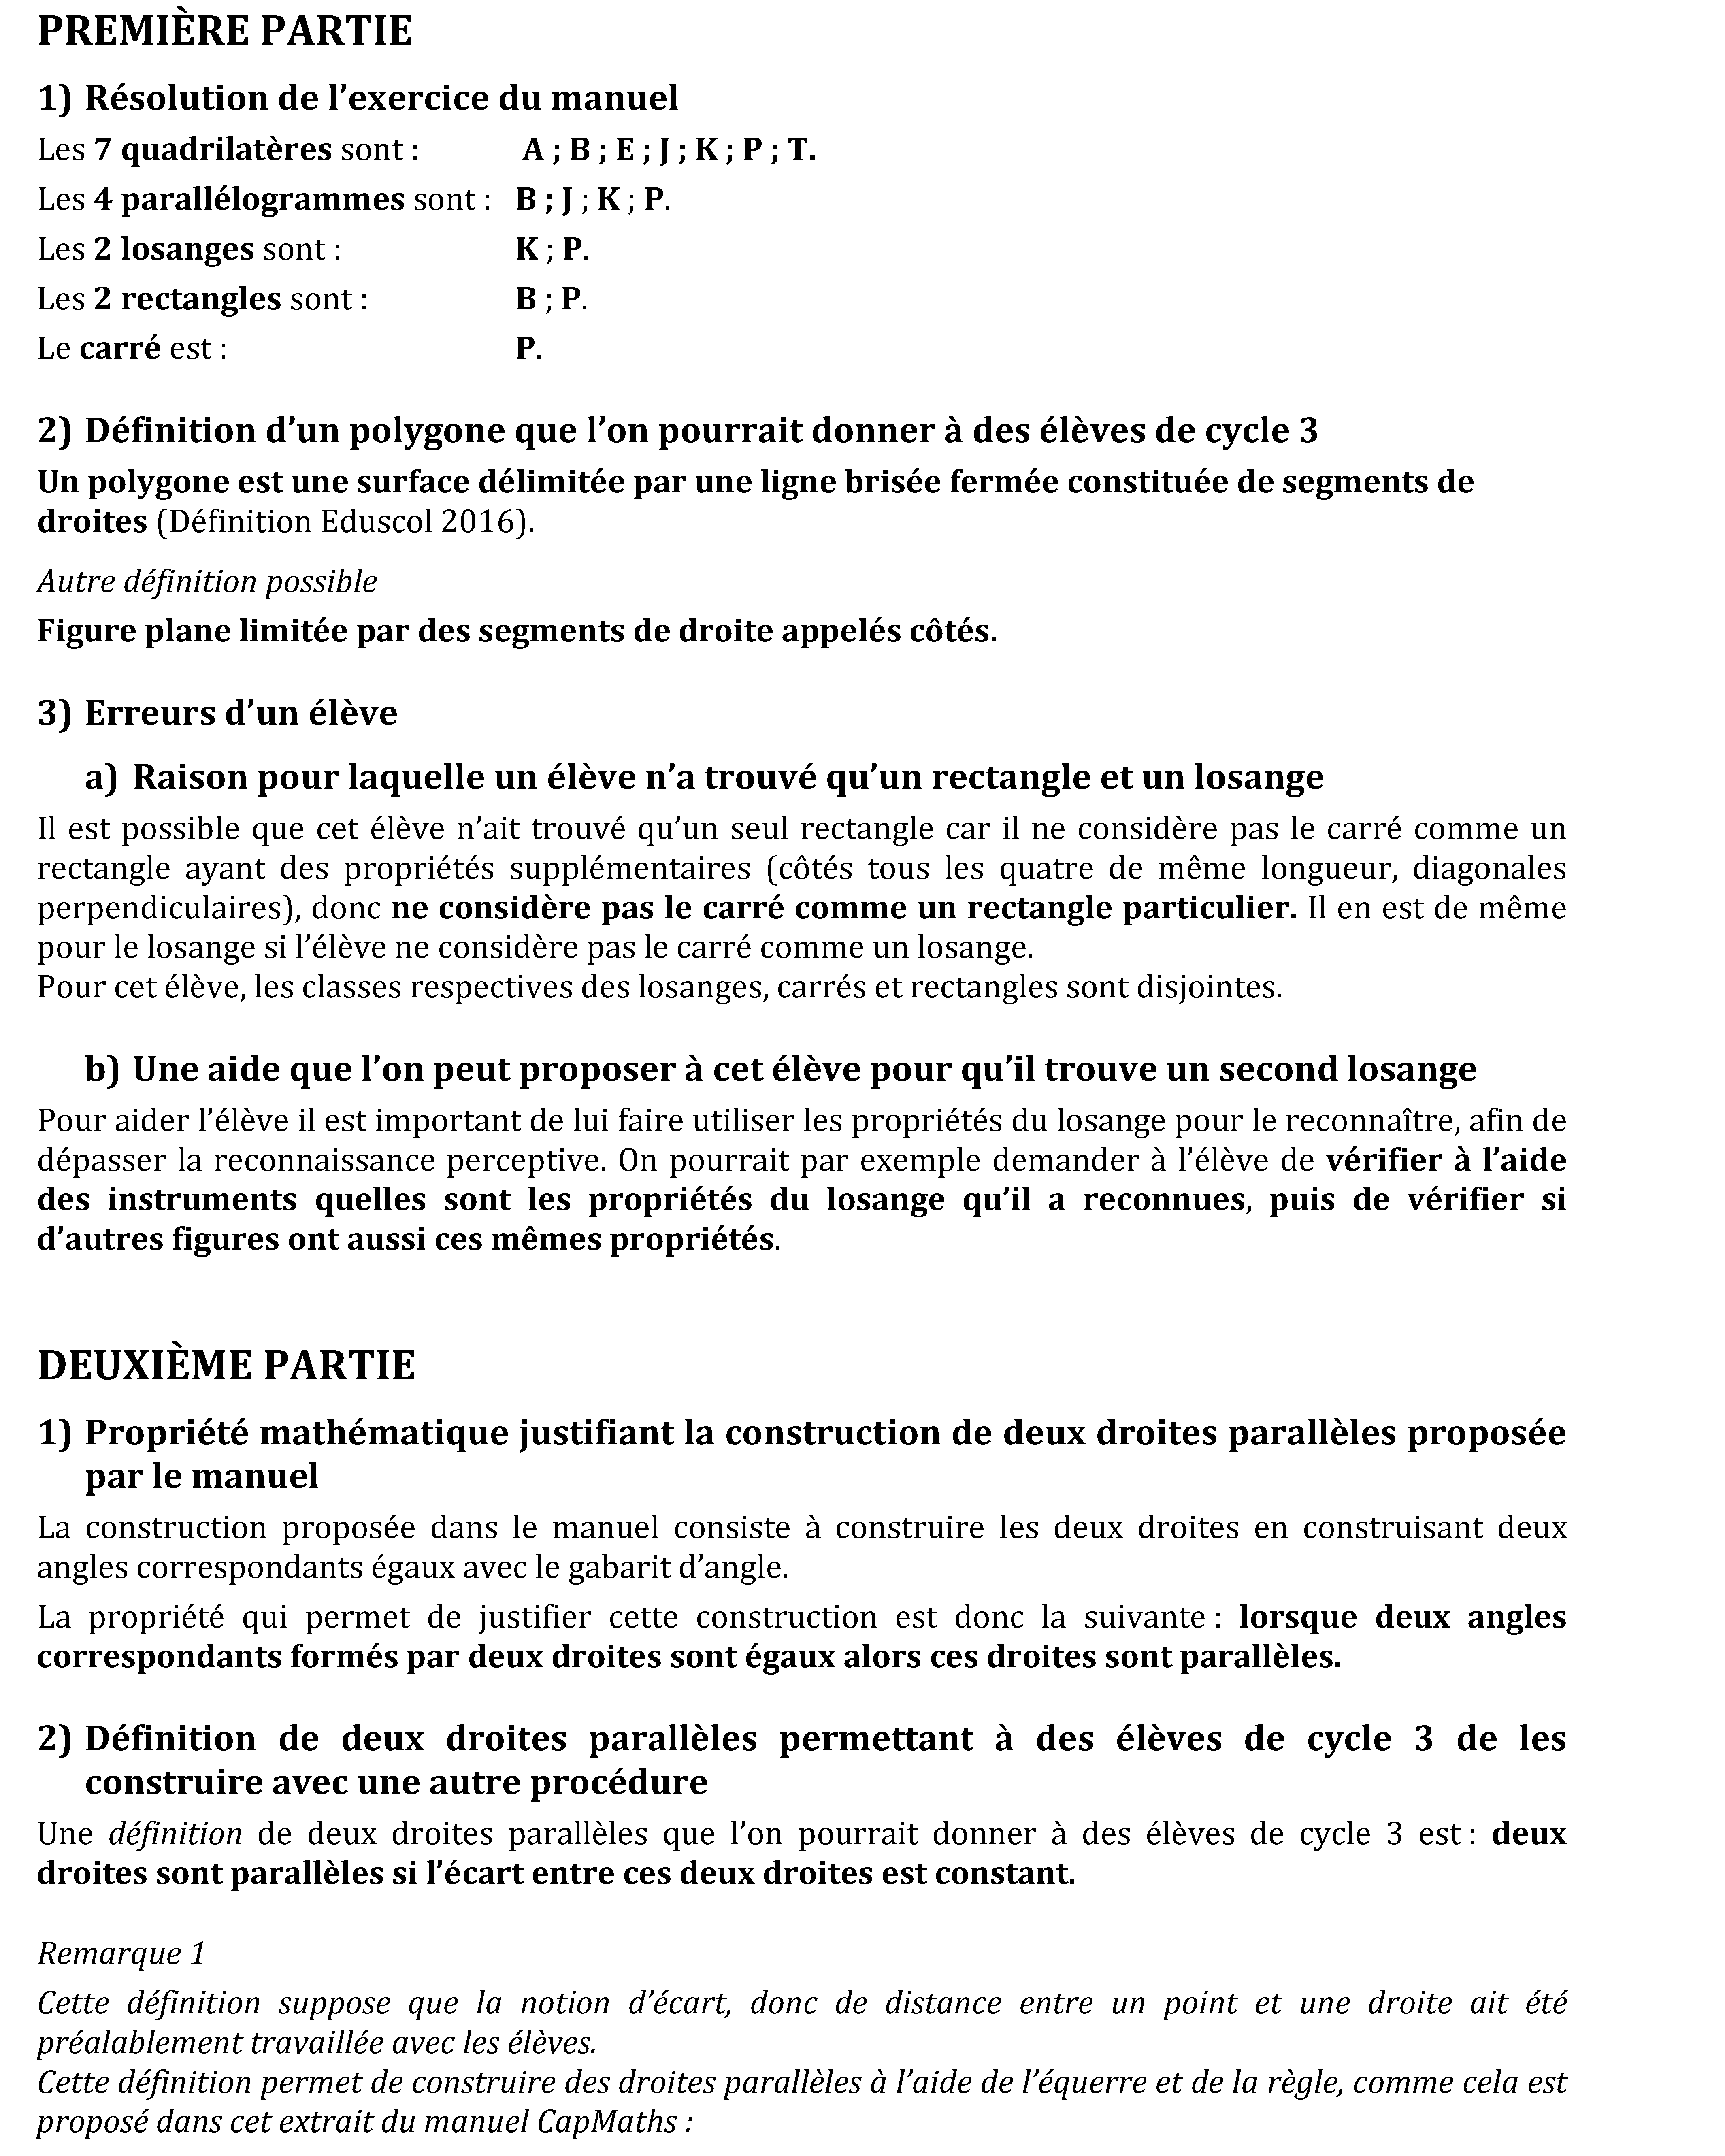 PREMIÈRE PARTIE
1) Résolution de l’exercice du manuel
Les 7 quadrilatères sont : A ; B ; E ; J ; K ; P ; T.
Les 4 parallélogrammes sont : B ; J ; K ; P.
Les 2 losanges sont : K ; P.
Les 2 rectangles sont : B ; P.
Le carré est : P.
2) Définition d’un polygone que l’on pourrait donner à des élèves de cycle 3
Un polygone est une surface délimitée par une ligne brisée fermée constituée de segments de
droites (Définition Eduscol 2016).
Autre définition possible
Figure plane limitée par des segments de droite appelés côtés.
3) Erreurs d’un élève
a) Raison pour laquelle un élève n’a trouvé qu’un rectangle et un losange
Il est possible que cet élève n’ait trouvé qu’un seul rectangle car il ne considère pas le carré comme un
rectangle ayant des propriétés supplémentaires (côtés tous les quatre de même longueur, diagonales
perpendiculaires), donc ne considère pas le carré comme un rectangle particulier. Il en est de même
pour le losange si l’élève ne considère pas le carré comme un losange.
Pour cet élève, les classes respectives des losanges, carrés et rectangles sont disjointes.
b) Une aide que l’on peut proposer à cet élève pour qu’il trouve un second losange
Pour aider l’élève il est important de lui faire utiliser les propriétés du losange pour le reconnaître, afin de
dépasser la reconnaissance perceptive. On pourrait par exemple demander à l’élève de vérifier à l’aide
des instruments quelles sont les propriétés du losange qu’il a reconnues, puis de vérifier si
d’autres figures ont aussi ces mêmes propriétés.
DEUXIÈME PARTIE
1) Propriété mathématique justifiant la construction de deux droites parallèles proposée
par le manuel
La construction proposée dans le manuel consiste à construire les deux droites en construisant deux
angles correspondants égaux avec le gabarit d’angle.
La propriété qui permet de justifier cette construction est donc la suivante : lorsque deux angles
correspondants formés par deux droites sont égaux alors ces droites sont parallèles.
2) Définition de deux droites parallèles permettant à des élèves de cycle 3 de les
construire avec une autre procédure
Une définition de deux droites parallèles que l’on pourrait donner à des élèves de cycle 3 est : deux
droites sont parallèles si l’écart entre ces deux droites est constant.
Remarque 1
Cette définition suppose que la notion d’écart, donc de distance entre un point et une droite ait été
préalablement travaillée avec les élèves.
Cette définition permet de construire des droites parallèles à l’aide de l’équerre et de la règle, comme cela est
proposé dans cet extrait du manuel CapMaths :